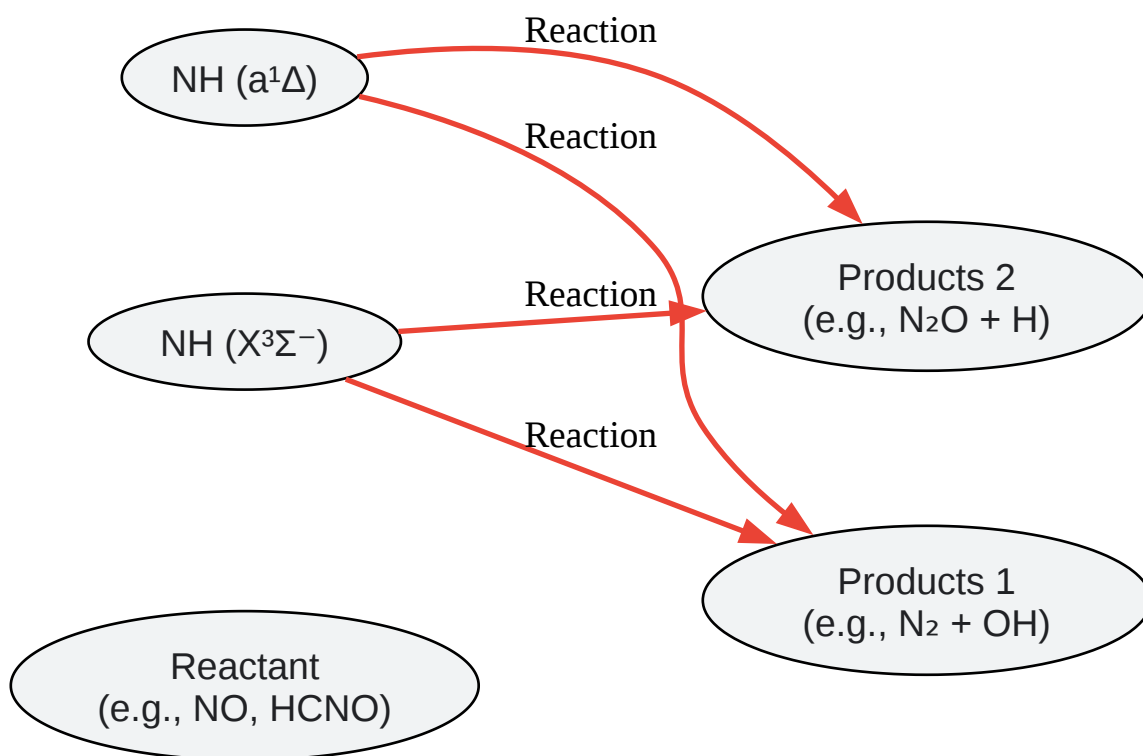 Reaction
NH (a¹Δ)
Reaction
Products 2
(e.g., N₂O + H)
Reaction
NH (X³Σ⁻)
Reaction
Products 1
(e.g., N₂ + OH)
Reactant
(e.g., NO, HCNO)